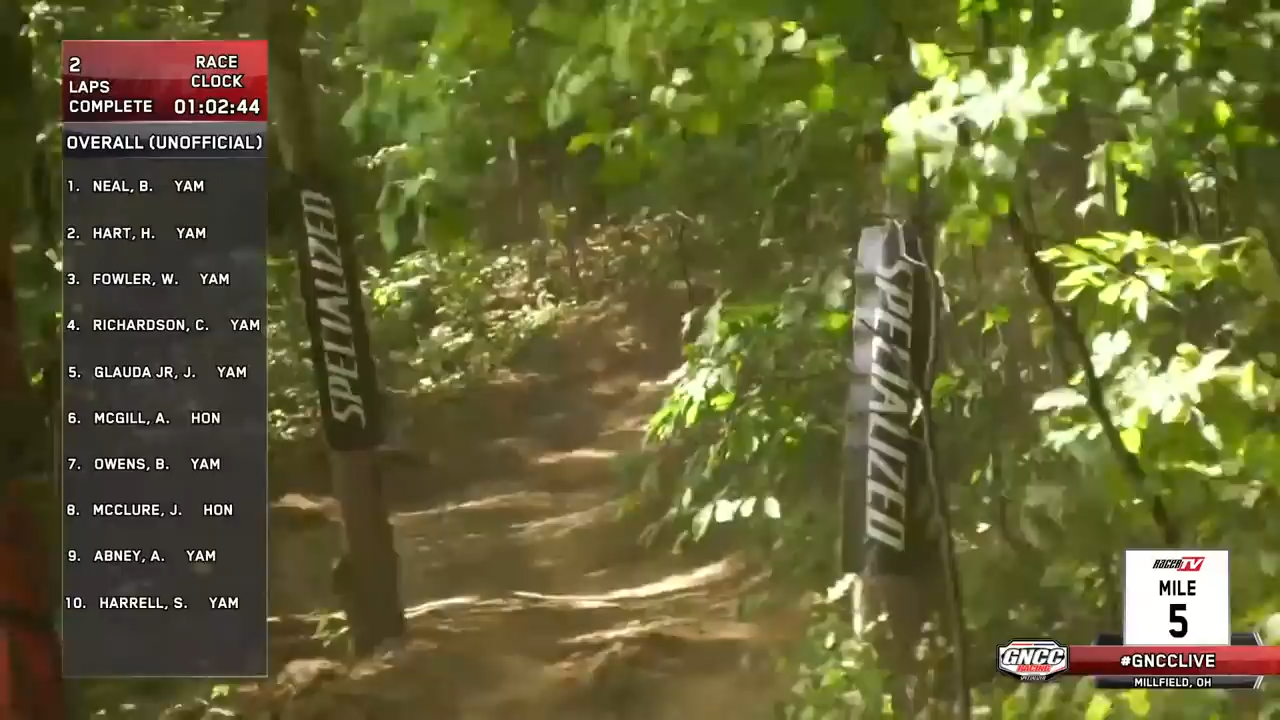 2
LAPS
COMPLETE
RACE
CLOCK
01:02:44
OVERALL (UNOFFICIAL)
1. NEAL, B. YAM
2. HART, H. YAM
3. FOWLER, W. YAM
4. RICHARDSON, C. YAM
5. GLAUDA JR, J. YAM
6. MCGILL, A. HON
7. OWENS, B. YAM
8. MCCLURE, J. HON
9. ABNEY, A. YAM
10. HARRELL, S. YAM
SPECIALIZED
SPECIALIZED
RACER TV
MILE
5
GNCC
RACING
SPECIALIZED
#GNCCLIVE
MILLFIELD, OH